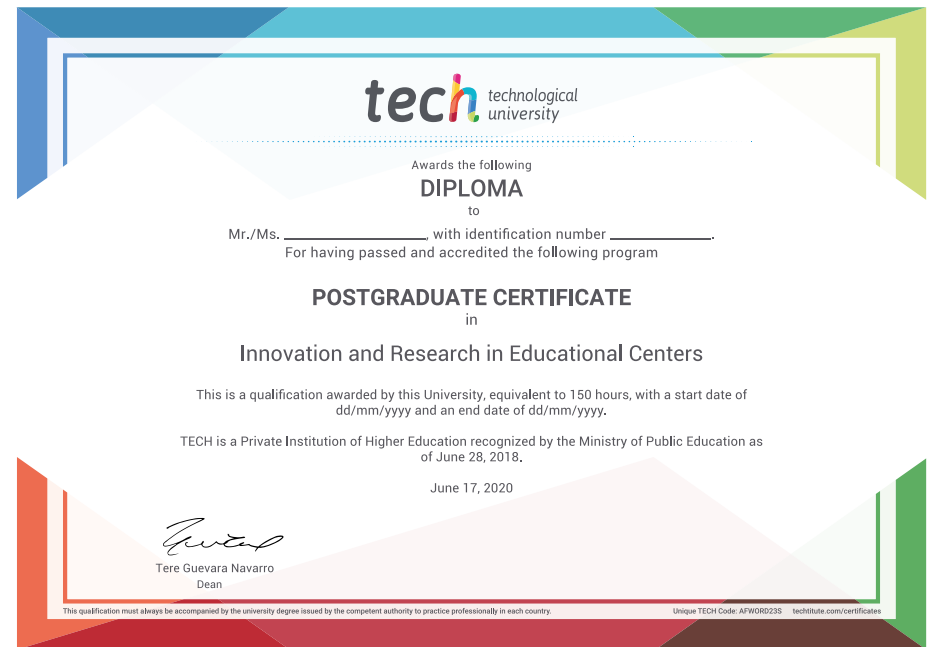 tech technological
university
Awards the following
DIPLOMA
to
Mr./Ms. ____________________, with identification number ______________.
For having passed and accredited the following program
POSTGRADUATE CERTIFICATE
in
Innovation and Research in Educational Centers
This is a qualification awarded by this University, equivalent to 150 hours, with a start date of
dd/mm/yyyy and an end date of dd/mm/yyyy.
TECH is a Private Institution of Higher Education recognized by the Ministry of Public Education as
of June 28, 2018.
June 17, 2020
Tere Guevara Navarro
Dean
This qualification must always be accompanied by the university degree issued by the competent authority to practice professionally in each country. Unique TECH Code: AFWORD23S techtitute.com/certificates